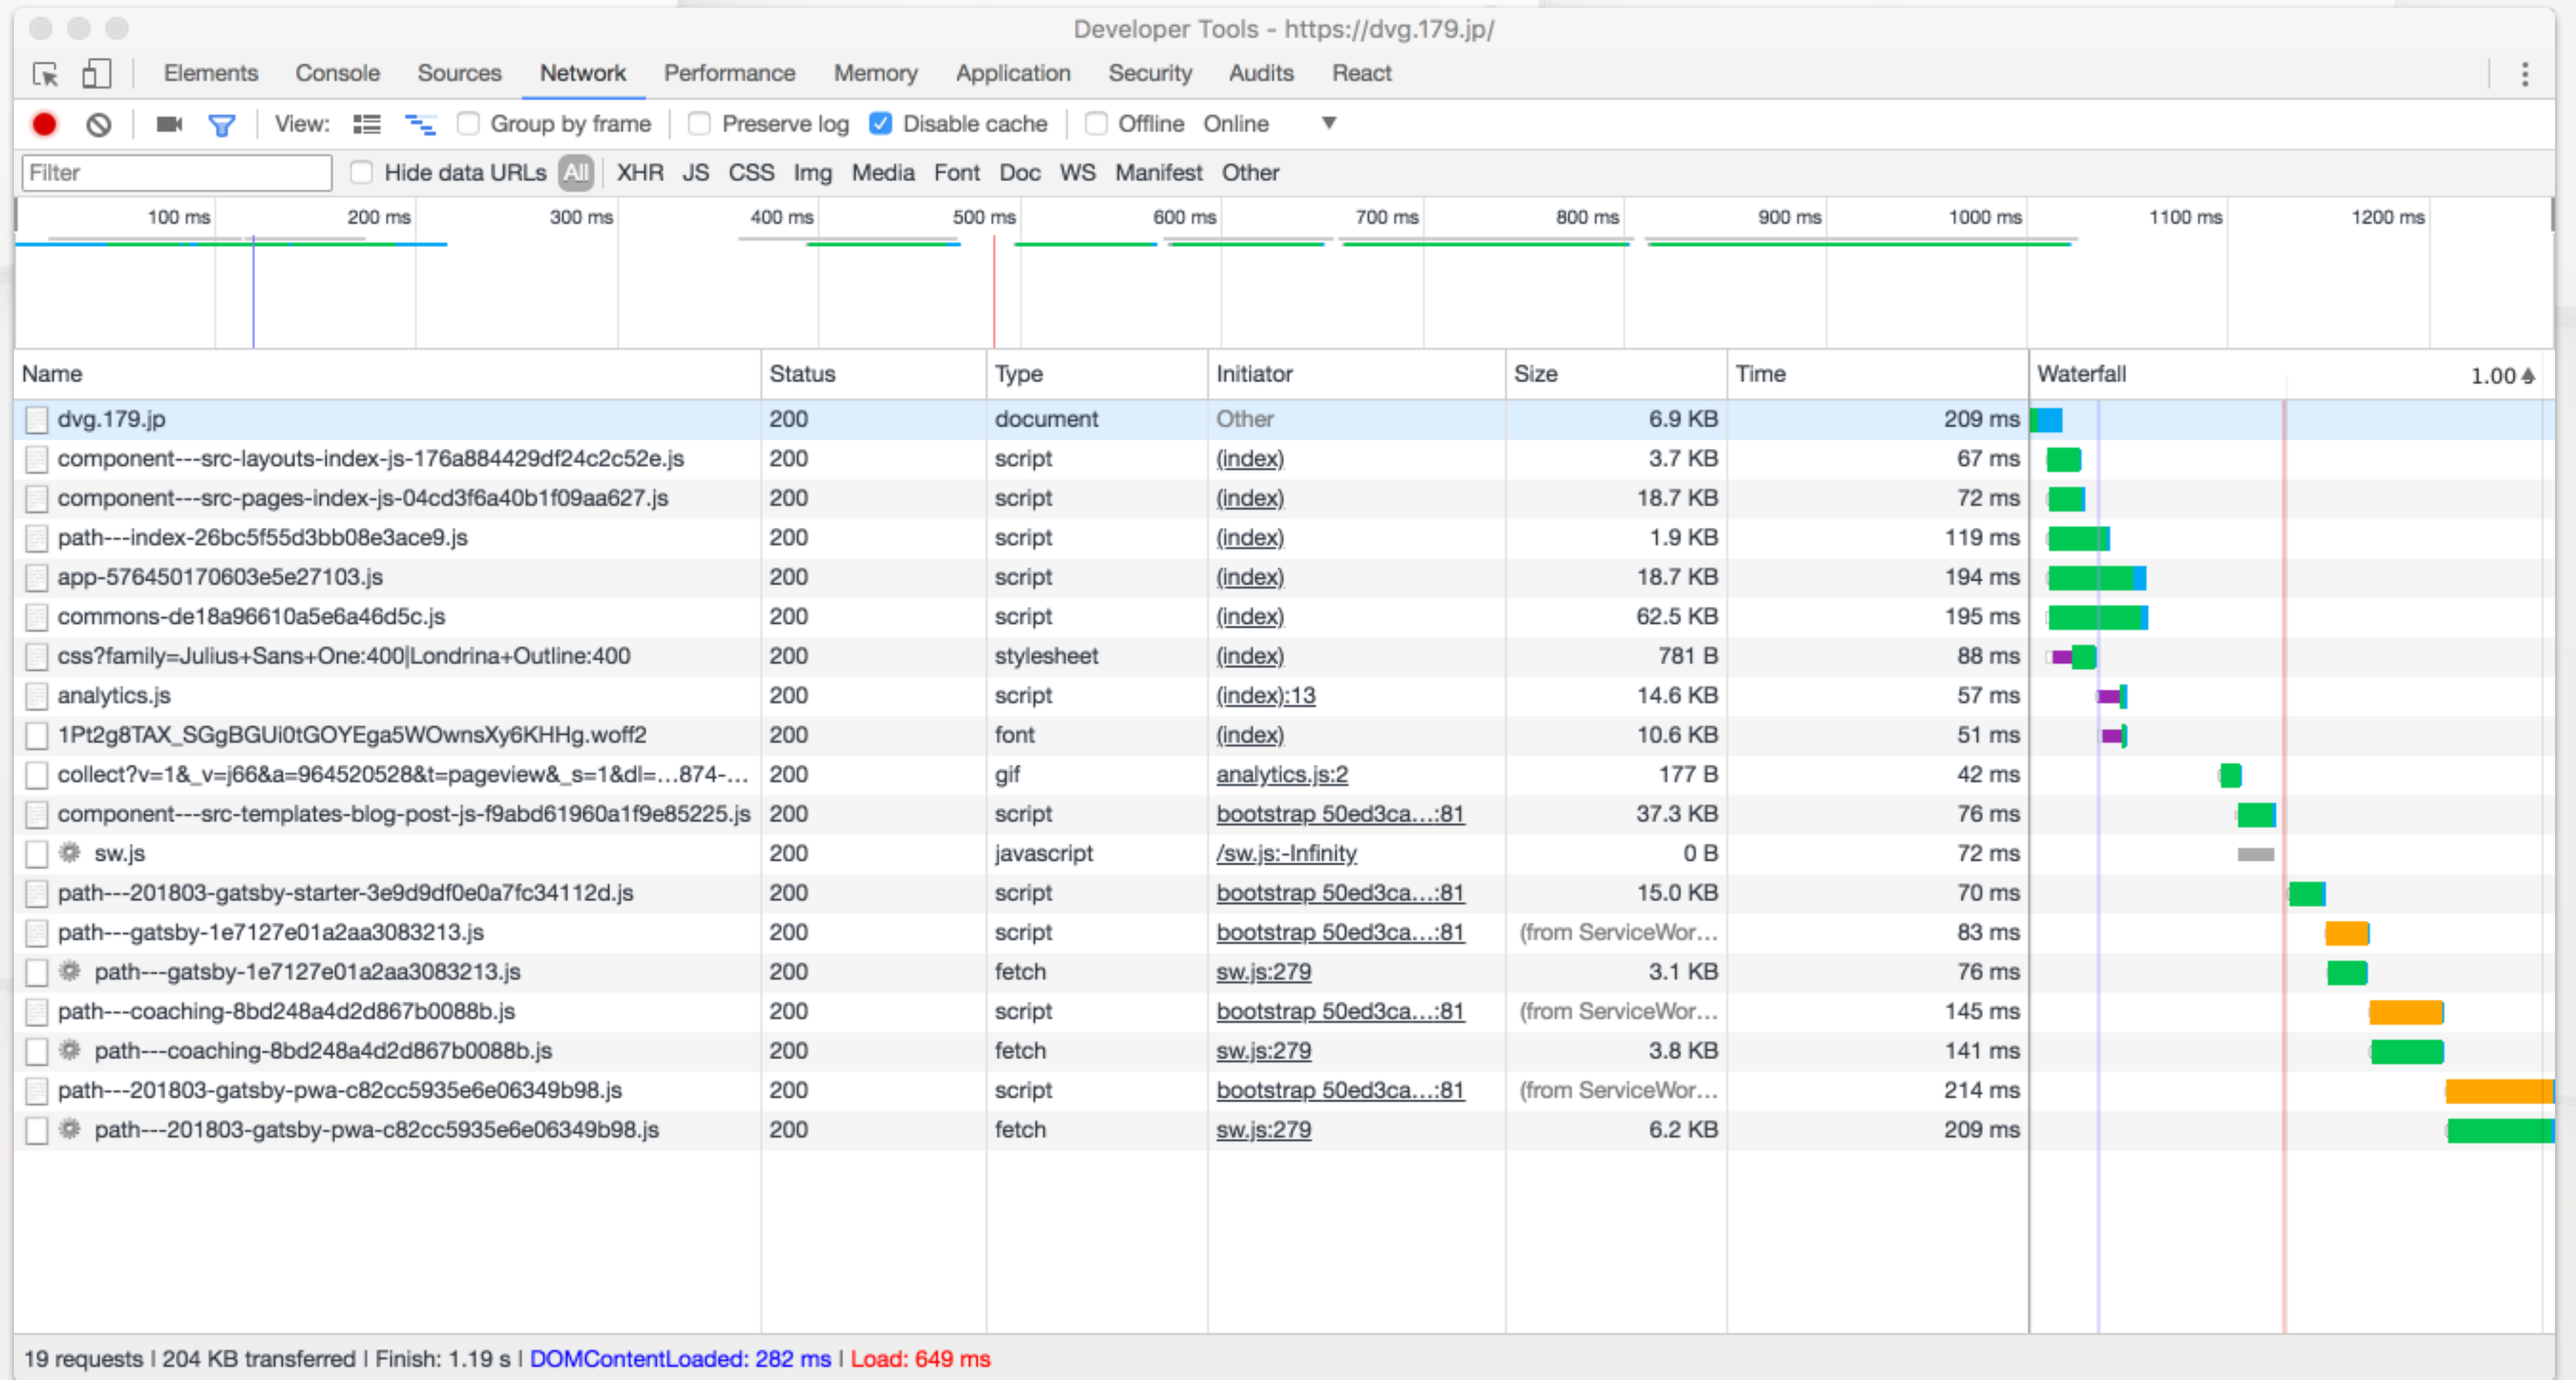 Developer Tools - https://dvg.179.jp/
Elements Console Sources Network Performance Memory Application Security Audits React
View: Group by frame Preserve log Disable cache Offline Online
Filter Hide data URLs All XHR JS CSS Img Media Font Doc WS Manifest Other
100 ms 200 ms 300 ms 400 ms 500 ms 600 ms 700 ms 800 ms 900 ms 1000 ms 1100 ms 1200 ms
Name Status Type Initiator Size Time Waterfall 1.00
dvg.179.jp 200 document Other 6.9 KB 209 ms
component---src-layouts-index-js-176a884429df24c2c52e.js 200 script (index) 3.7 KB 67 ms
component---src-pages-index-js-04cd3f6a40b1f09aa627.js 200 script (index) 18.7 KB 72 ms
path---index-26bc5f55d3bb08e3ace9.js 200 script (index) 1.9 KB 119 ms
app-576450170603e5e27103.js 200 script (index) 18.7 KB 194 ms
commons-de18a96610a5e6a46d5c.js 200 script (index) 62.5 KB 195 ms
css?family=Julius+Sans+One:400|Londrina+Outline:400 200 stylesheet (index) 781 B 88 ms
analytics.js 200 script (index):13 14.6 KB 57 ms
1Pt2g8TAX_SGgBGUi0tGOYEga5WOwnsXy6KHHg.woff2 200 font (index) 10.6 KB 51 ms
collect?v=1&_v=j66&a=964520528&t=pageview&_s=1&dl=…874-… 200 gif analytics.js:2 177 B 42 ms
component---src-templates-blog-post-js-f9abd61960a1f9e85225.js 200 script bootstrap 50ed3ca…:81 37.3 KB 76 ms
sw.js 200 javascript /sw.js:-Infinity 0 B 72 ms
path---201803-gatsby-starter-3e9d9df0e0a7fc34112d.js 200 script bootstrap 50ed3ca…:81 15.0 KB 70 ms
path---gatsby-1e7127e01a2aa3083213.js 200 script bootstrap 50ed3ca…:81 (from ServiceWor… 83 ms
path---gatsby-1e7127e01a2aa3083213.js 200 fetch sw.js:279 3.1 KB 76 ms
path---coaching-8bd248a4d2d867b0088b.js 200 script bootstrap 50ed3ca…:81 (from ServiceWor… 145 ms
path---coaching-8bd248a4d2d867b0088b.js 200 fetch sw.js:279 3.8 KB 141 ms
path---201803-gatsby-pwa-c82cc5935e6e06349b98.js 200 script bootstrap 50ed3ca…:81 (from ServiceWor… 214 ms
path---201803-gatsby-pwa-c82cc5935e6e06349b98.js 200 fetch sw.js:279 6.2 KB 209 ms
19 requests | 204 KB transferred | Finish: 1.19 s | DOMContentLoaded: 282 ms | Load: 649 ms